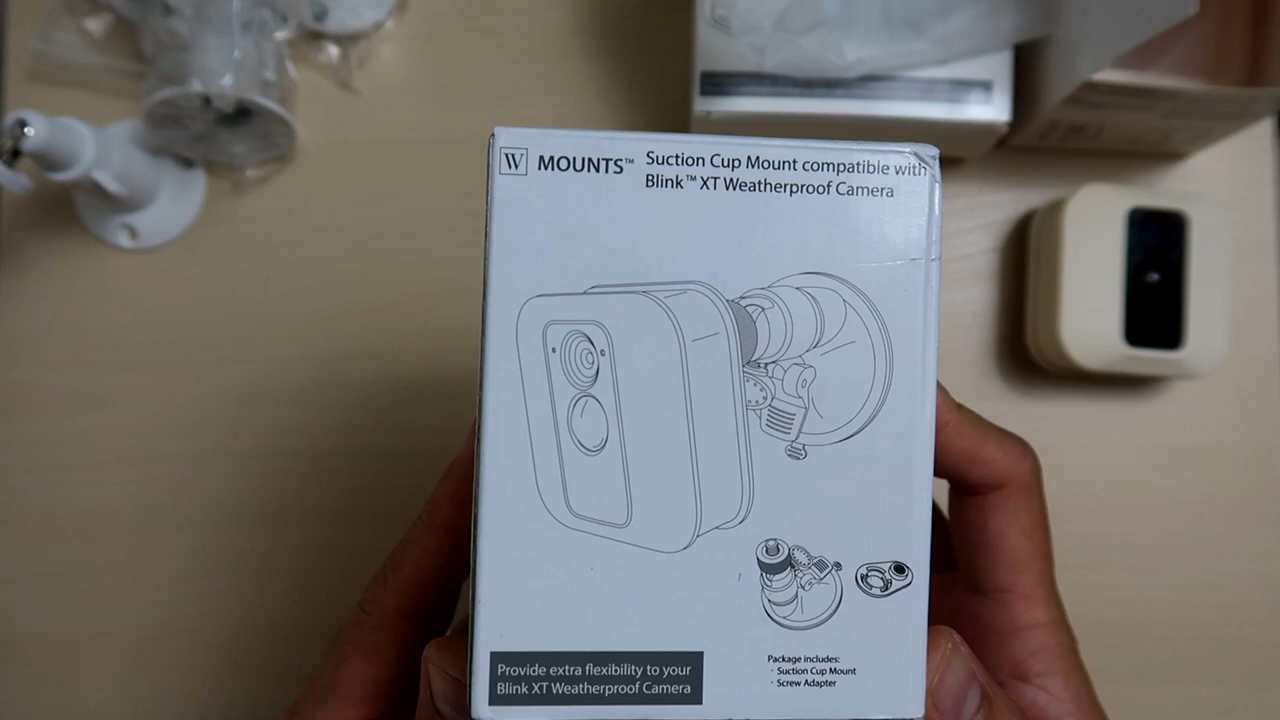 W MOUNTS™
Suction Cup Mount compatible with
Blink™ XT Weatherproof Camera
Provide extra flexibility to your
Blink XT Weatherproof Camera
Package includes:
- Suction Cup Mount
- Screw Adapter